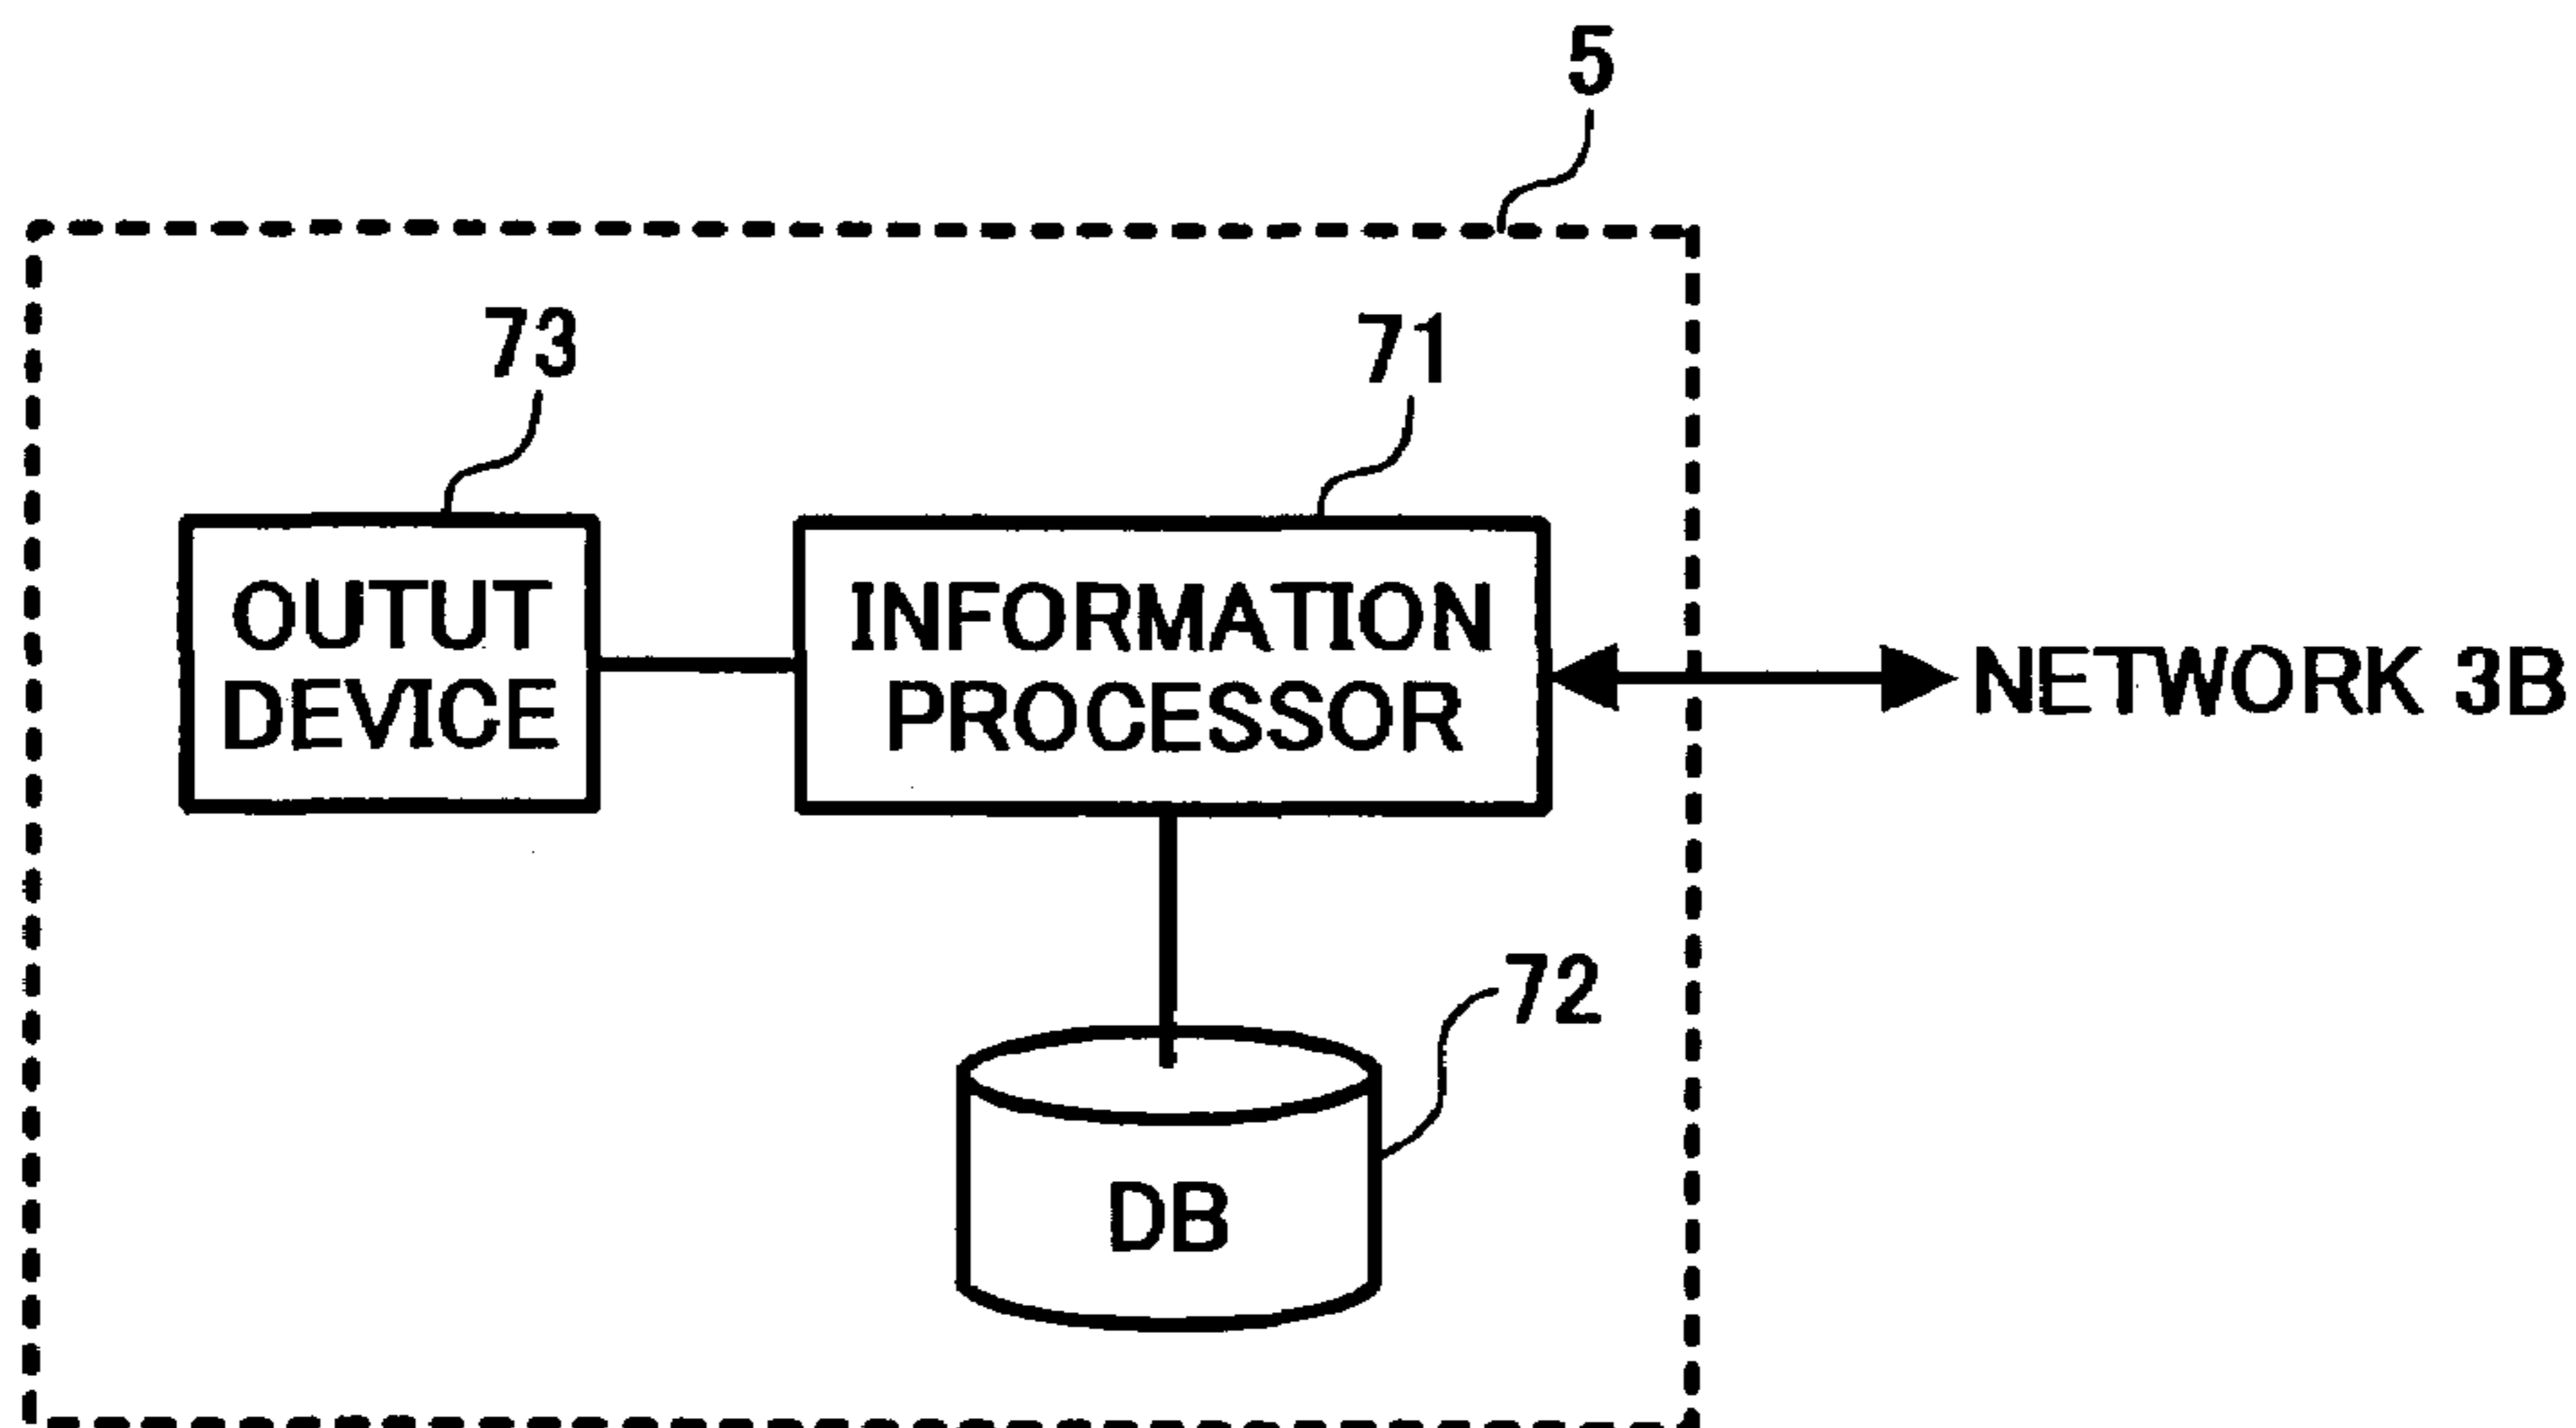 5
73
71
OUTUT
DEVICE
INFORMATION
PROCESSOR
NETWORK 3B
72
DB